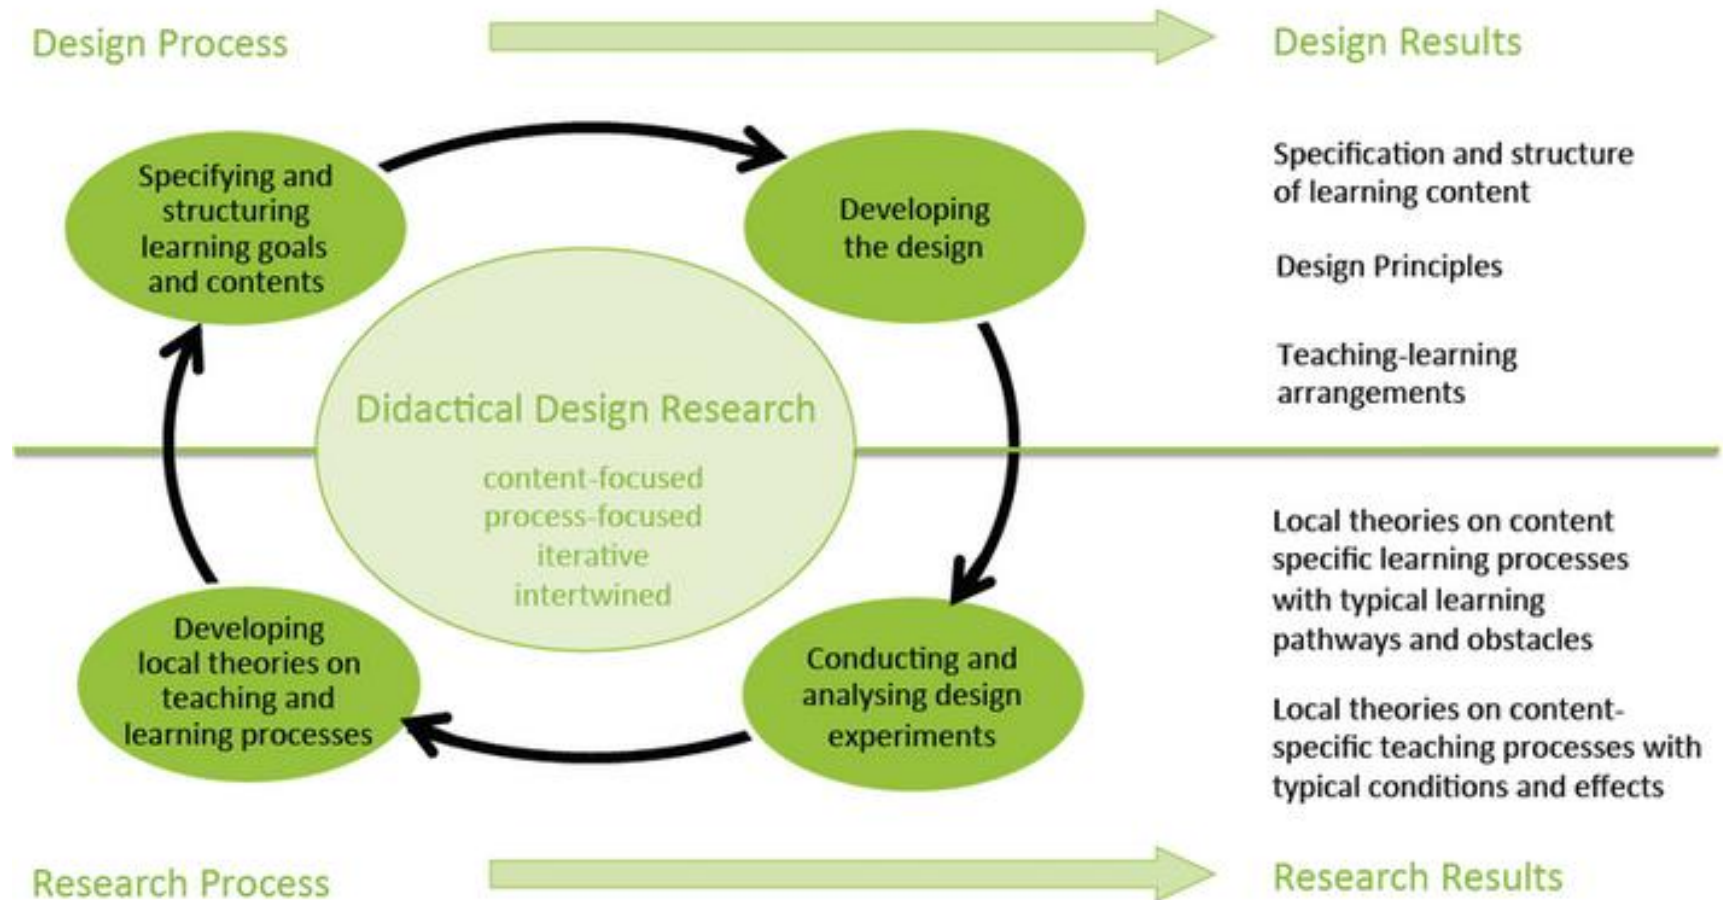 Design Process
Design Results
Specifying and
structuring
learning goals
and contents
Developing
the design
Specification and structure
of learning content
Design Principles
Teaching-learning
arrangements
Didactical Design Research
content-focused
process-focused
iterative
intertwined
Developing
local theories on
teaching and
learning processes
Conducting and
analysing design
experiments
Local theories on content
specific learning processes
with typical learning
pathways and obstacles
Local theories on content-
specific teaching processes with
typical conditions and effects
Research Process
Research Results